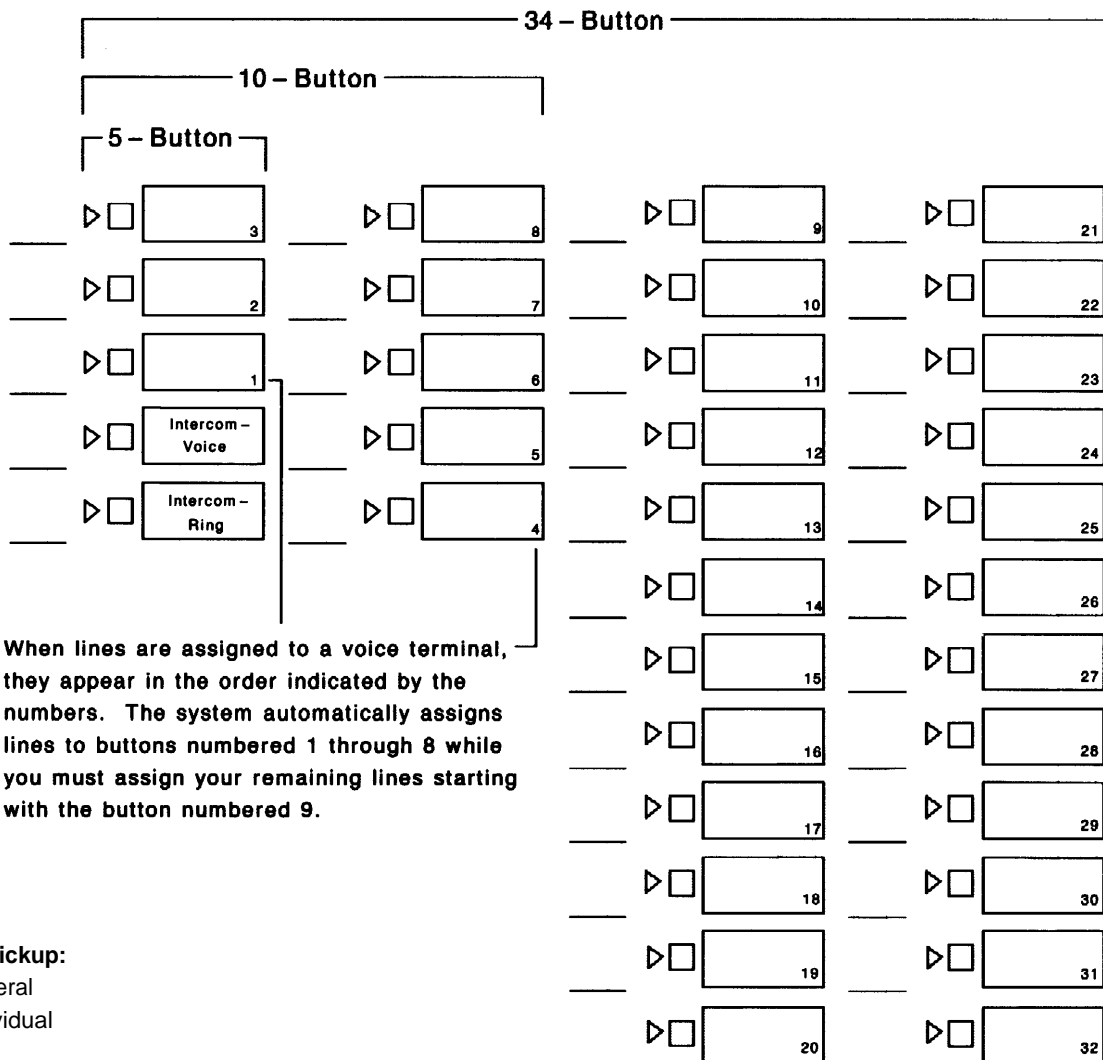 34 – Button
10 – Button
5 – Button
3
8
9
21
2
7
10
22
1
6
11
23
Intercom –
Voice
5
12
24
Intercom –
Ring
4
13
25
14
26
When lines are assigned to a voice terminal,
they appear in the order indicated by the
numbers. The system automatically assigns
lines to buttons numbered 1 through 8 while
you must assign your remaining lines starting
with the button numbered 9.
15
27
16
28
17
29
18
30
19
31
20
32
ickup:
eral
vidual